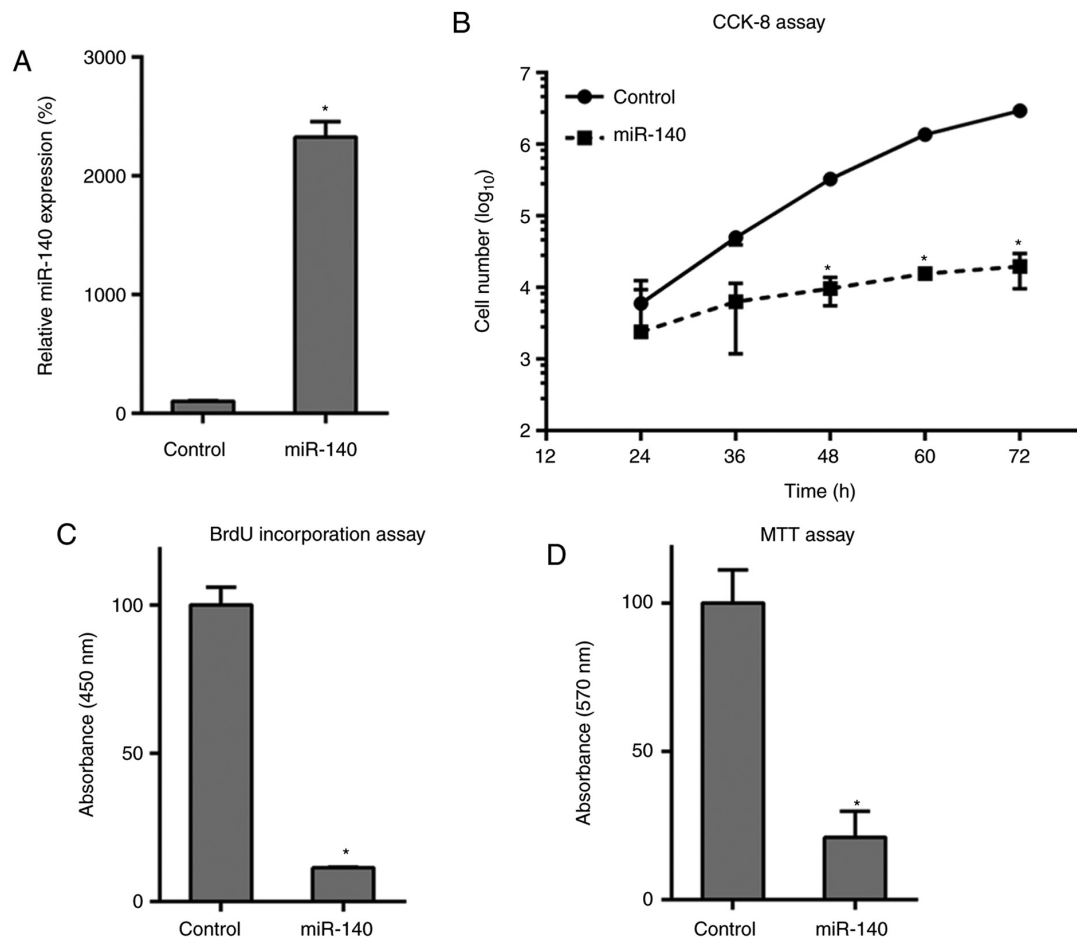 A
Relative miR-140 expression (%)
3000
2000
1000
0
*
Control
miR-140
B
CCK-8 assay
Cell number (log10)
7
6
5
4
3
2
Control
miR-140
*
*
*
12
24
36
48
60
72
Time (h)
C
BrdU incorporation assay
Absorbance (450 nm)
100
50
0
*
Control
miR-140
D
MTT assay
Absorbance (570 nm)
100
50
0
*
Control
miR-140